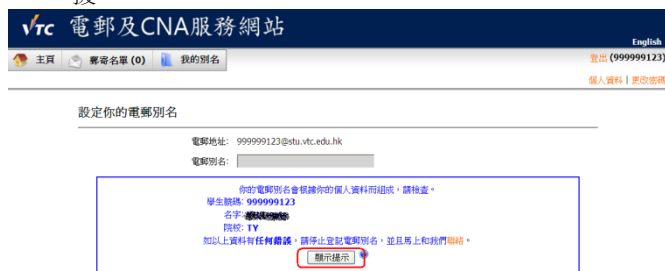 VTC 電郵及CNA服務網站
English
主頁 郵寄名單 (0) 我的別名
登出 (999999123)
個人資料 | 更改密碼
設定你的電郵別名
電郵地址: 999999123@stu.vtc.edu.hk
電郵別名:
你的電郵別名會根據你的個人資料而組成，請檢查。
學生號碼: 999999123
名字:
院校: TY
如以上資料有任何錯誤，請停止登記電郵別名，並且馬上和我們聯絡。
顯示提示